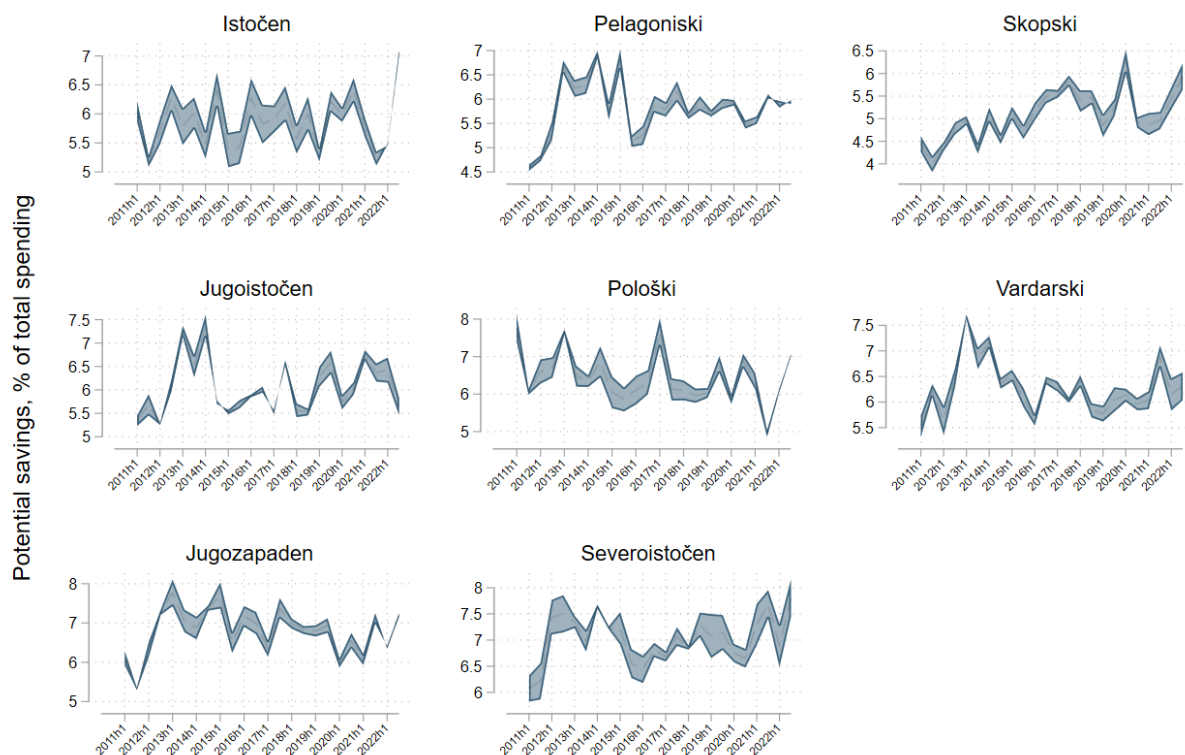 Potential savings, % of total spending
Istočen
7
6.5
6
5.5
5
2011h1
2012h1
2013h1
2014h1
2015h1
2016h1
2017h1
2018h1
2019h1
2020h1
2021h1
2022h1
Pelagoniski
7
6.5
6
5.5
5
4.5
2011h1
2012h1
2013h1
2014h1
2015h1
2016h1
2017h1
2018h1
2019h1
2020h1
2021h1
2022h1
Skopski
6.5
6
5.5
5
4.5
4
2011h1
2012h1
2013h1
2014h1
2015h1
2016h1
2017h1
2018h1
2019h1
2020h1
2021h1
2022h1
Jugoistočen
7.5
7
6.5
6
5.5
5
2011h1
2012h1
2013h1
2014h1
2015h1
2016h1
2017h1
2018h1
2019h1
2020h1
2021h1
2022h1
Pološki
8
7
6
5
2011h1
2012h1
2013h1
2014h1
2015h1
2016h1
2017h1
2018h1
2019h1
2020h1
2021h1
2022h1
Vardarski
7.5
7
6.5
6
5.5
2011h1
2012h1
2013h1
2014h1
2015h1
2016h1
2017h1
2018h1
2019h1
2020h1
2021h1
2022h1
Jugozapaden
8
7
6
5
2011h1
2012h1
2013h1
2014h1
2015h1
2016h1
2017h1
2018h1
2019h1
2020h1
2021h1
2022h1
Severoistočen
8
7.5
7
6.5
6
2011h1
2012h1
2013h1
2014h1
2015h1
2016h1
2017h1
2018h1
2019h1
2020h1
2021h1
2022h1